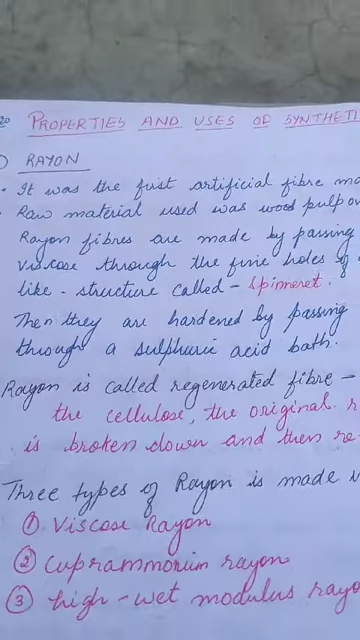 20 PROPERTIES AND USES OF SYNTHETI
) RAYON
• It was the first artificial fibre ma
• Raw material used was wood pulp o
Rayon fibres are made by passing
viscose through the fine holes of
like - structure called - Spinneret.
Then they are hardened by passing
through a sulphuric acid bath.
Rayon is called regenerated fibre -
the cellulose, the original r
is broken down and then re-
Three types of Rayon is made
① Viscose Rayon
② Cuprammonium rayon
③ high - wet modulus rayo